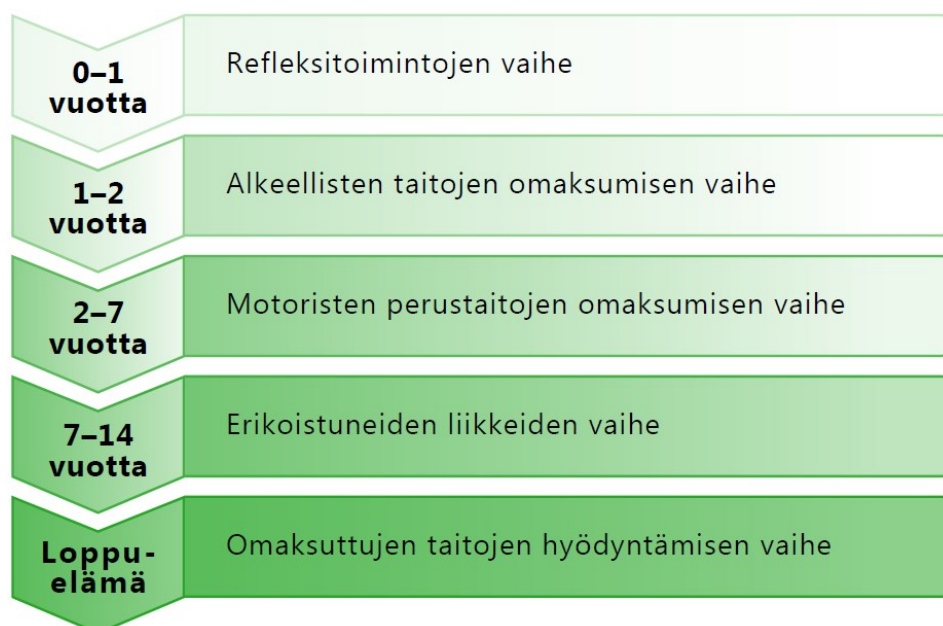 0–1
vuotta
Refleksitoimintojen vaihe
1–2
vuotta
Alkeellisten taitojen omaksumisen vaihe
2–7
vuotta
Motoristen perustaitojen omaksumisen vaihe
7–14
vuotta
Erikoistuneiden liikkeiden vaihe
Loppu-
elämä
Omaksuttujen taitojen hyödyntämisen vaihe